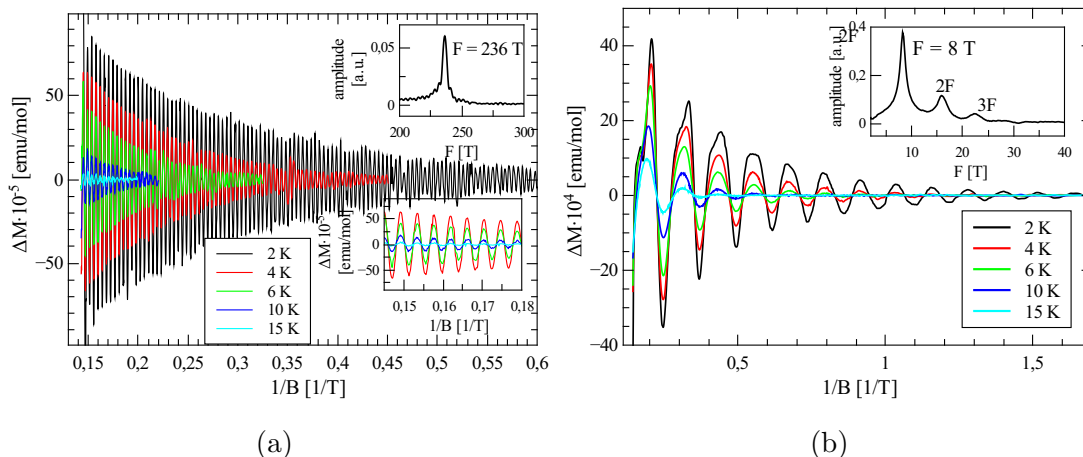 ΔM·10⁻⁵ [emu/mol]
50
0
−50
0,15
0,2
0,25
0,3
0,35
0,4
0,45
0,5
0,55
0,6
1/B [1/T]
2 K
4 K
6 K
10 K
15 K
amplitude
[a.u.]
0,05
0
200
250
300
F [T]
F = 236 T
ΔM·10⁻⁵
[emu/mol]
50
0
−50
0,15
0,16
0,17
0,18
1/B [1/T]
(a)
ΔM·10⁴ [emu/mol]
40
20
0
−20
−40
0,5
1
1,5
1/B [1/T]
2 K
4 K
6 K
10 K
15 K
2F
amplitude [a.u.]
0,4
0,2
0
10
20
30
40
F [T]
F = 8 T
2F
3F
(b)